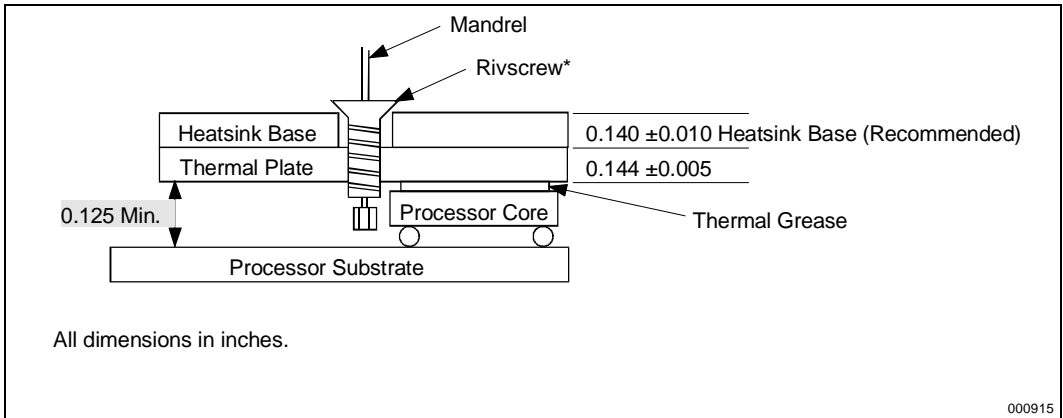 Mandrel
Rivscrew*
Heatsink Base
0.140 ±0.010 Heatsink Base (Recommended)
Thermal Plate
0.144 ±0.005
0.125 Min.
Processor Core
Thermal Grease
Processor Substrate
All dimensions in inches.
000915